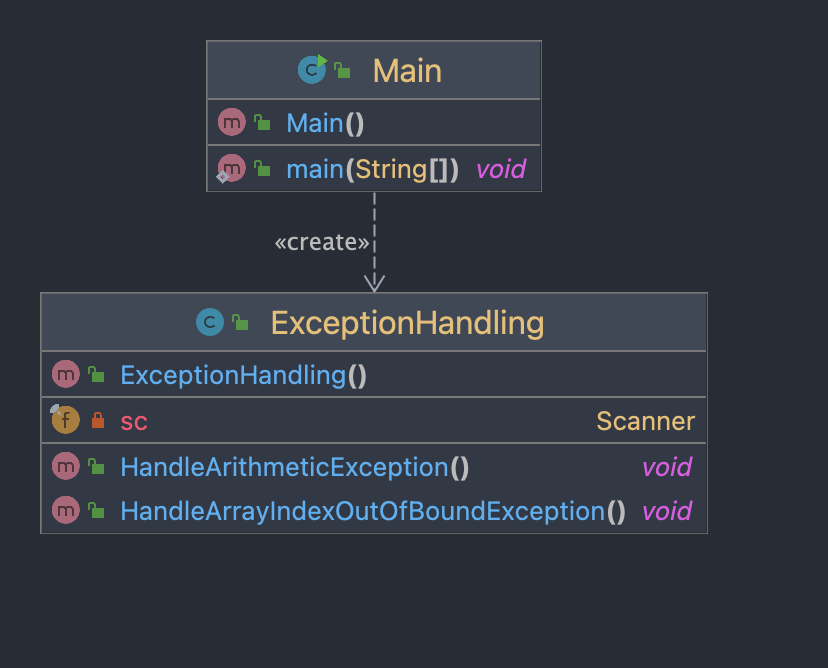 Main
Main()
main(String[]) void
«create»
ExceptionHandling
ExceptionHandling()
sc Scanner
HandleArithmeticException() void
HandleArrayIndexOutOfBoundException() void